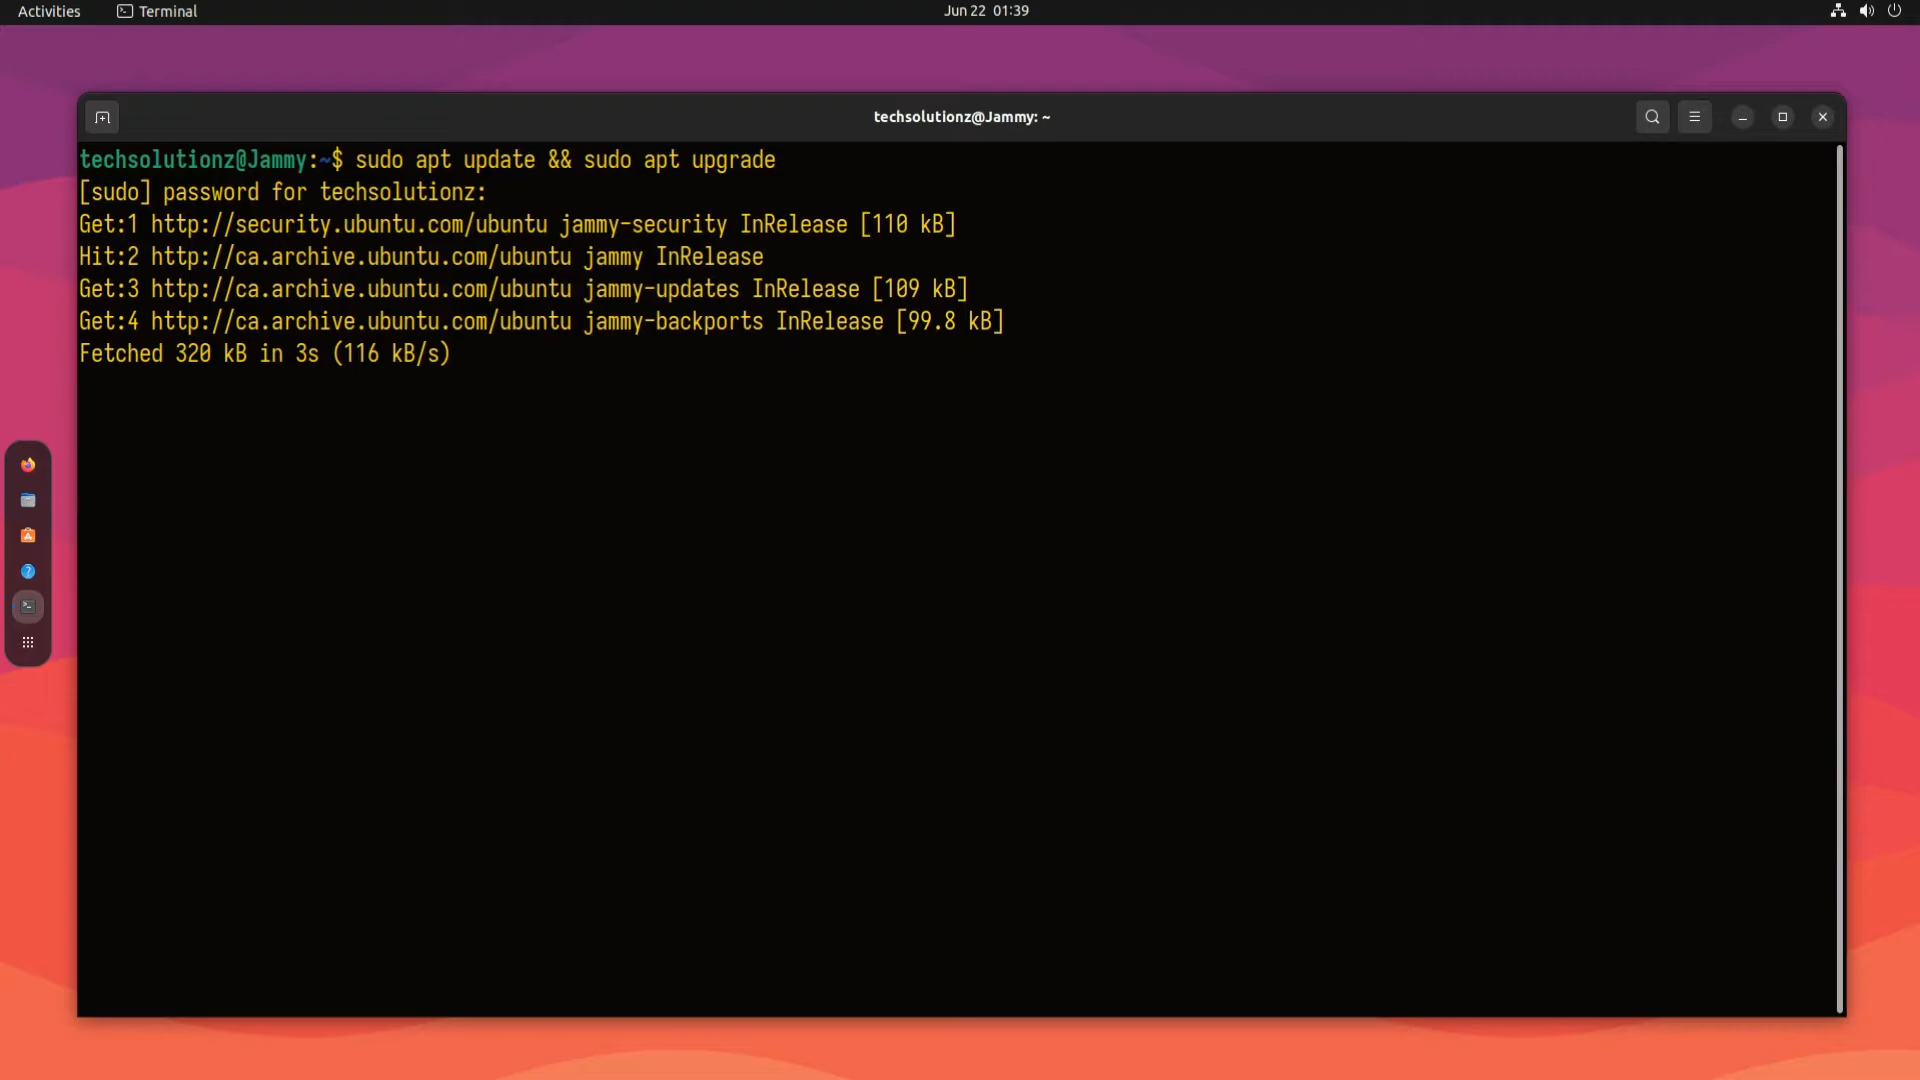 Activities Terminal Jun 22 01:39
techsolutionz@Jammy: ~
techsolutionz@Jammy:~$ sudo apt update && sudo apt upgrade
[sudo] password for techsolutionz:
Get:1 http://security.ubuntu.com/ubuntu jammy-security InRelease [110 kB]
Hit:2 http://ca.archive.ubuntu.com/ubuntu jammy InRelease
Get:3 http://ca.archive.ubuntu.com/ubuntu jammy-updates InRelease [109 kB]
Get:4 http://ca.archive.ubuntu.com/ubuntu jammy-backports InRelease [99.8 kB]
Fetched 320 kB in 3s (116 kB/s)